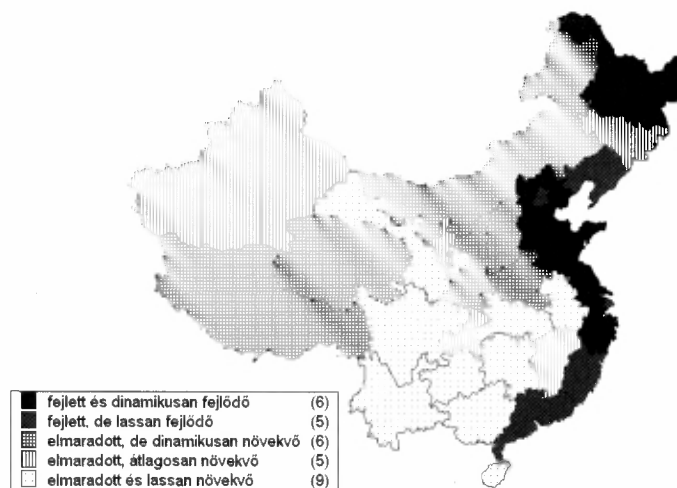 fejlett és dinamikusan fejlődő (6)
fejlett, de lassan fejlődő (5)
elmaradott, de dinamikusan növekvő (6)
elmaradott, átlagosan növekvő (5)
elmaradott és lassan növekvő (9)